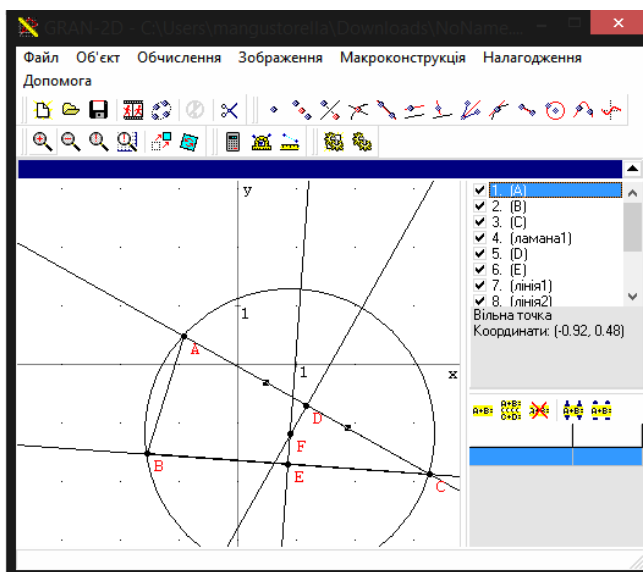 GRAN-2D - C:\Users\mangustorella\Downloads\NoName....
Файл Об'єкт Обчислення Зображення Макроконструкція Налагодження
Допомога
1. (A)
2. (B)
3. (C)
4. (ламана1)
5. (D)
6. (E)
7. (лінія1)
8. (лінія2)
Вільна точка
Координати: (-0.92, 0.48)
y
1
A
1
x
D
F
B
E
C